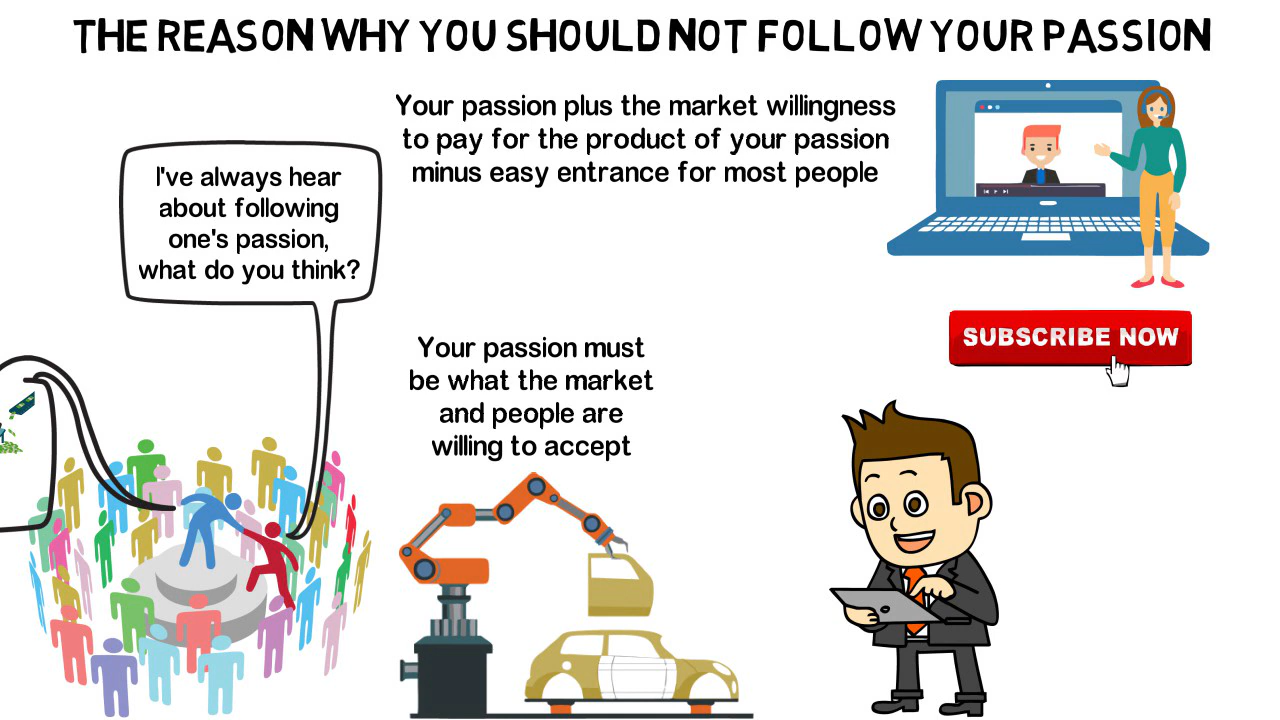 THE REASON WHY YOU SHOULD NOT FOLLOW YOUR PASSION
Your passion plus the market willingness
to pay for the product of your passion
minus easy entrance for most people
I've always hear
about following
one's passion,
what do you think?
SUBSCRIBE NOW
Your passion must
be what the market
and people are
willing to accept